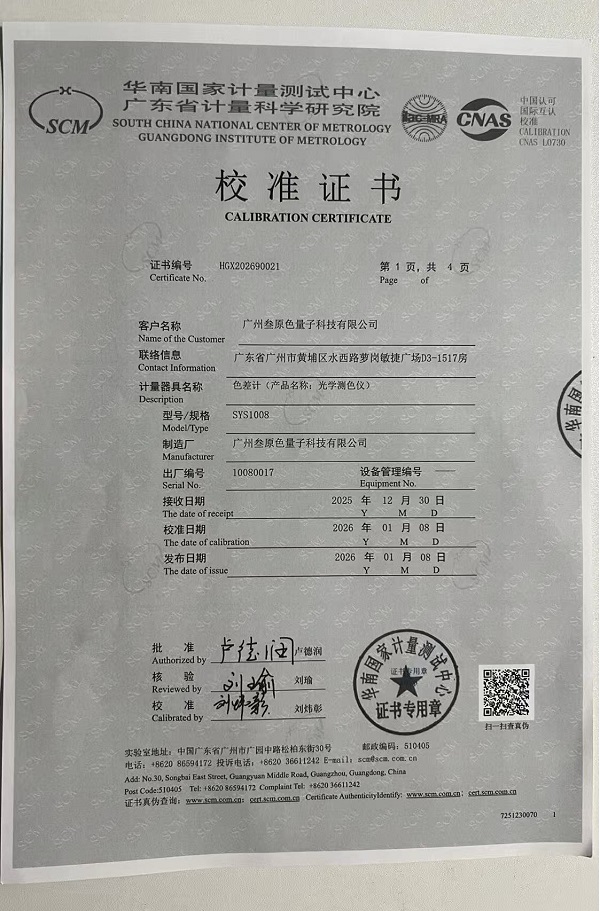 SCM
华南国家计量测试中心
广东省计量科学研究院
SOUTH CHINA NATIONAL CENTER OF METROLOGY
GUANGDONG INSTITUTE OF METROLOGY
ilac-MRA
CNAS
中国认可
国际互认
校准
CALIBRATION
CNAS L0730
校准证书
CALIBRATION CERTIFICATE
证书编号 HGX202690021 第 1 页, 共 4 页
Certificate No. Page of
客户名称 广州叁原色量子科技有限公司
Name of the Customer
联络信息 广东省广州市黄埔区水西路萝岗敏捷广场D3-1517房
Contact Information
计量器具名称 色差计（产品名称：光学测色仪）
Description
型号/规格 SYS1008
Model/Type
制造厂 广州叁原色量子科技有限公司
Manufacturer
出厂编号 10080017 设备管理编号 ——
Serial No. Equipment No.
接收日期 2025 年 12 月 30 日
The date of receipt Y M D
校准日期 2026 年 01 月 08 日
The date of calibration Y M D
发布日期 2026 年 01 月 08 日
The date of issue Y M D
批 准 卢德润 卢德润
Authorized by
核 验 刘瑜 刘瑜
Reviewed by
校 准 刘炜彰 刘炜彰
Calibrated by
华南国家计量测试中心
证书专用章
证书专用章
扫一扫查真伪
实验室地址: 中国广东省广州市广园中路松柏东街30号 邮政编码: 510405
电话: +8620 86594172 投诉电话: +8620 36611242 E-mail: scm@scm.com.cn
Add: No.30, Songbai East Street, Guangyuan Middle Road, Guangzhou, Guangdong, China
Post Code:510405 Tel: +8620 86594172 Complaint Tel: +8620 36611242
证书真伪查询: www.scm.com.cn; cert.scm.com.cn Certificate AuthenticityIdentify: www.scm.com.cn; cert.scm.com.cn
7251230070 1